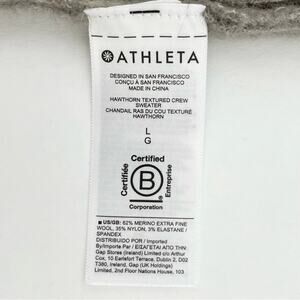 ATHLETA
DESIGNED IN SAN FRANCISCO
CONÇU À SAN FRANCISCO
MADE IN CHINA
HAWTHORN TEXTURED CREW
SWEATER
CHANDAIL RAS DU COU TEXTURÉ
HAWTHORN
L
G
Certified
Certifiée
B
®
Entreprise
Corporation
US/GB: 62% MERINO EXTRA FINE
WOOL, 35% NYLON, 3% ELASTANE /
SPANDEX
DISTRIBUIDO POR / Imported
By/Importé Par / ΕΙΣΑΓΕΤΑΙ ΑΠΟ ΤΗΝ:
Gap Stores (Ireland) Limited c/o Arthur
Cox, 10 Earlsfort Terrace, Dublin 2, D02
T380, Ireland, Gap (UK Holdings)
Limited, 2nd Floor Nations House, 103